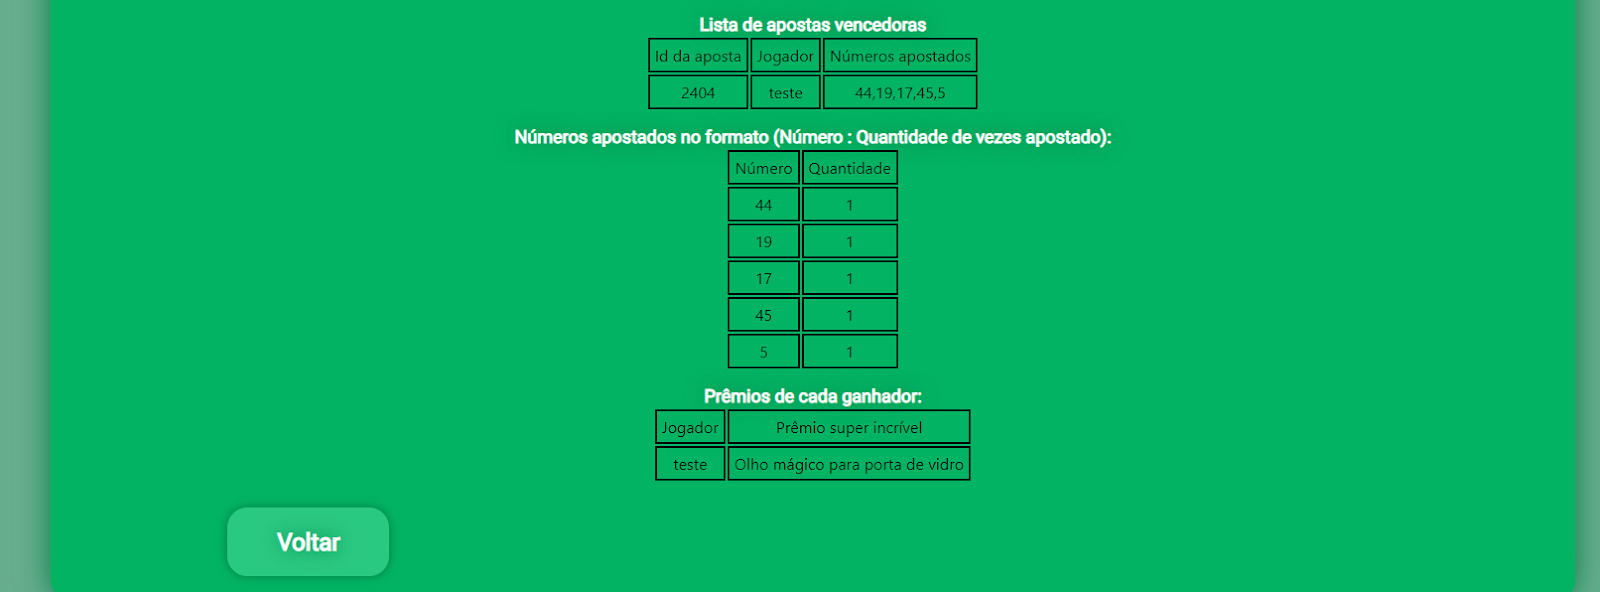 Lista de apostas vencedoras
Id da aposta Jogador Números apostados
2404 teste 44,19,17,45,5
Números apostados no formato (Número : Quantidade de vezes apostado):
Número Quantidade
44 1
19 1
17 1
45 1
5 1
Prêmios de cada ganhador:
Jogador Prêmio super incrível
teste Olho mágico para porta de vidro
Voltar